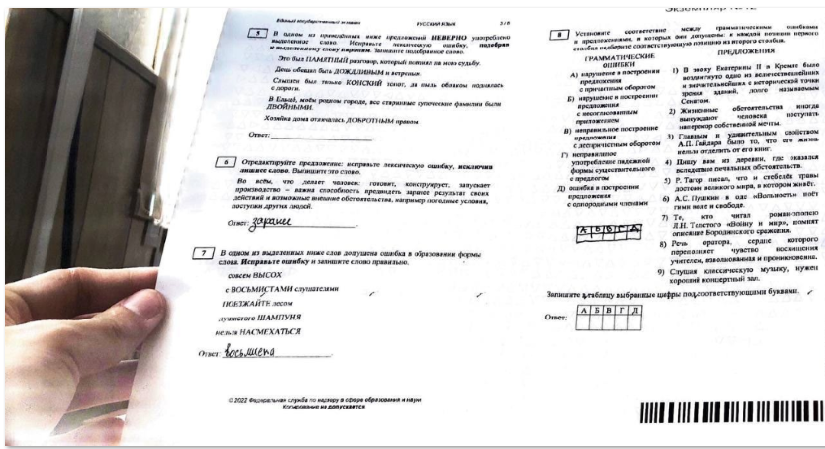 Единый государственный экзамен РУССКИЙ ЯЗЫК 3 / 8
5 В одном из приведённых ниже предложений НЕВЕРНО употреблено
выделенное слово. Исправьте лексическую ошибку, подобрав
к выделенному слову пароним. Запишите подобранное слово.
Это был ПАМЯТНЫЙ разговор, который повлиял на мою судьбу.
День обещал быть ДОЖДЛИВЫМ и ветреным.
Слышен был только КОНСКИЙ топот, да пыль облаком поднялась
с дороги.
В Ельце, моём родном городе, все старинные купеческие фамилии были
ДВОЙНЫМИ.
Хозяйка дома отличалась ДОБРОТНЫМ нравом.
Ответ:
6 Отредактируйте предложение: исправьте лексическую ошибку, исключив
лишнее слово. Выпишите это слово.
Во всём, что делает человек: готовит, конструирует, запускает
производство – важна способность предвидеть заранее результат своих
действий и возможные внешние обстоятельства, например погодные условия,
поступки других людей.
Ответ: заранее
7 В одном из выделенных ниже слов допущена ошибка в образовании формы
слова. Исправьте ошибку и запишите слово правильно.
совсем ВЫСОХ
с ВОСЬМИСТАМИ слушателями
ПОЕЗЖАЙТЕ лесом
душистого ШАМПУНЯ
нельзя НАСМЕХАТЬСЯ
Ответ:
© 2022 Федеральная служба по надзору в сфере образования и науки
Копирование не допускается
8 Установите соответствие между грамматическими ошибками
и предложениями, в которых они допущены: к каждой позиции первого
столбца подберите соответствующую позицию из второго столбца.
ГРАММАТИЧЕСКИЕ
ОШИБКИ
А) нарушение в построении
предложения
с причастным оборотом
Б) нарушение в построении
предложения
с несогласованным
приложением
В) неправильное построение
предложения
с деепричастным оборотом
Г) неправильное
употребление падежной
формы существительного
с предлогом
Д) ошибка в построении
предложения
с однородными членами
А Б В Г Д
ПРЕДЛОЖЕНИЯ
1) В эпоху Екатерины II в Кремле было
воздвигнуто одно из величественнейших
и значительнейших с исторической точки
зрения зданий, долго называемым
Сенатом.
2) Жизненные обстоятельства иногда
вынуждают человека поступать
наперекор собственной мечты.
3) Главным и удивительным свойством
А.П. Гайдара было то, что его жизнь
нельзя отделить от его книг.
4) Пишу вам из деревни, где оказался
вследствие печальных обстоятельств.
5) Р. Тагор писал, что и стебелёк травы
достоин великого мира, в котором живёт.
6) А.С. Пушкин в оде «Вольность» поёт
гимн воле и свободе.
7) Те, кто читал роман-эпопею
Л.Н. Толстого «Войну и мир», помнят
описание Бородинского сражения.
8) Речь оратора, сердце которого
переполняет чувство восхищения
учителем, взволнованна и проникновенна.
9) Слушая классическую музыку, нужен
хороший концертный зал.
Запишите в таблицу выбранные цифры под соответствующими буквами.
Ответ: А Б В Г Д